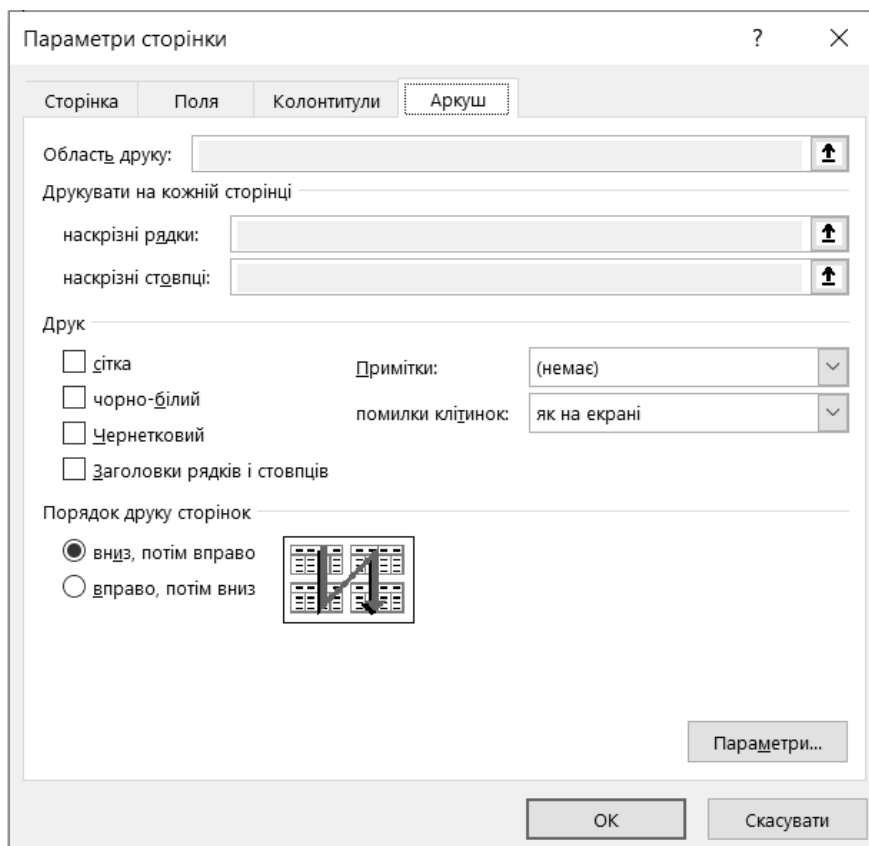 Параметри сторінки ?
Сторінка Поля Колонтитули Аркуш
Область друку:
Друкувати на кожній сторінці
наскрізні рядки:
наскрізні стовпці:
Друк
сітка
Примітки: (немає)
чорно-білий
помилки клітинок: як на екрані
Чернетковий
Заголовки рядків і стовпців
Порядок друку сторінок
вниз, потім вправо
вправо, потім вниз
Параметри...
ОК Скасувати